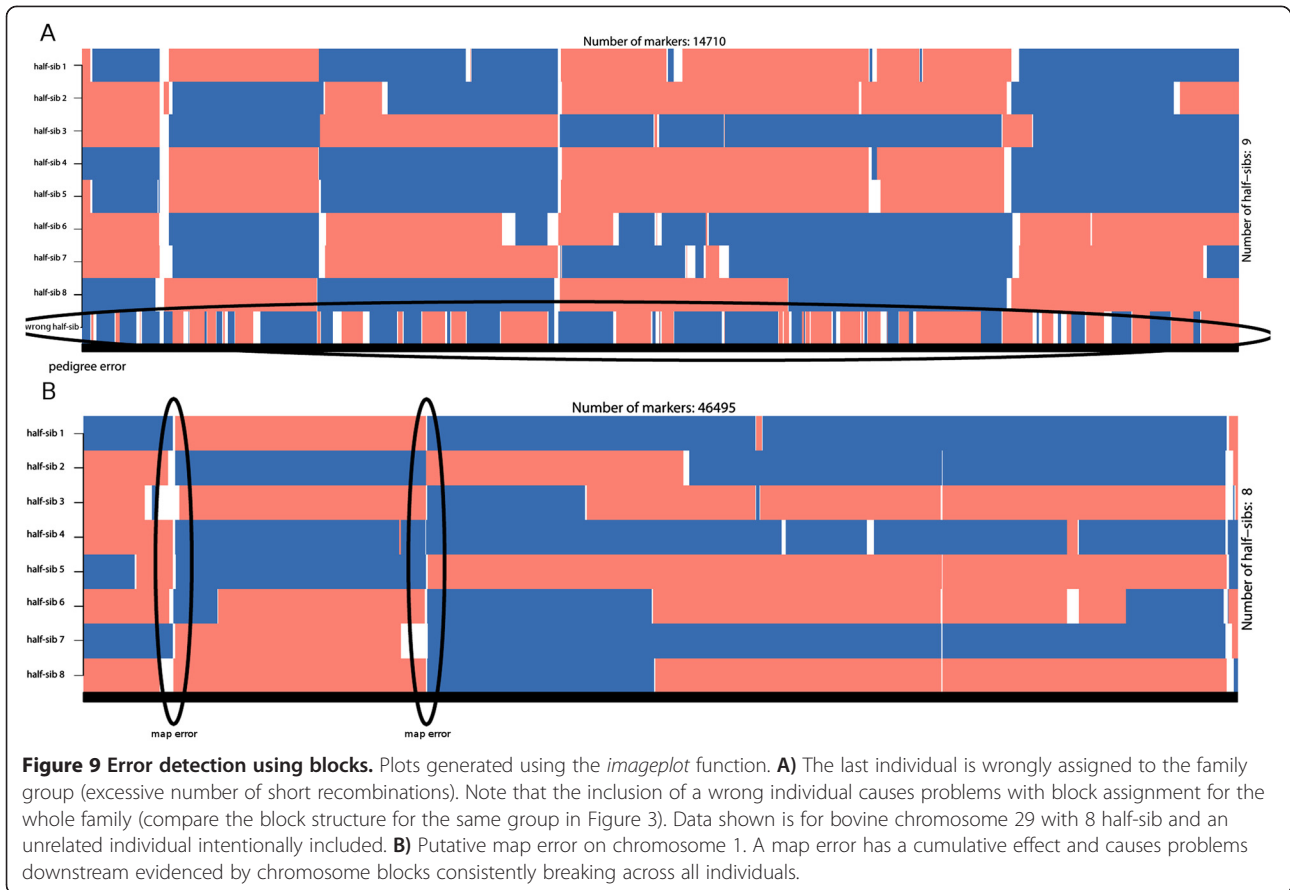 A
Number of markers: 14710
half-sib 1
half-sib 2
half-sib 3
half-sib 4
half-sib 5
half-sib 6
half-sib 7
half-sib 8
wrong half-sib
Number of half-sibs: 9
pedigree error
B
Number of markers: 46495
half-sib 1
half-sib 2
half-sib 3
half-sib 4
half-sib 5
half-sib 6
half-sib 7
half-sib 8
Number of half-sibs: 8
map error
map error
Figure 9 Error detection using blocks. Plots generated using the imageplot function. A) The last individual is wrongly assigned to the family
group (excessive number of short recombinations). Note that the inclusion of a wrong individual causes problems with block assignment for the
whole family (compare the block structure for the same group in Figure 3). Data shown is for bovine chromosome 29 with 8 half-sib and an
unrelated individual intentionally included. B) Putative map error on chromosome 1. A map error has a cumulative effect and causes problems
downstream evidenced by chromosome blocks consistently breaking across all individuals.